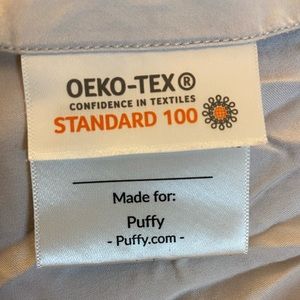 OEKO-TEX®
CONFIDENCE IN TEXTILES
STANDARD 100
Made for:
Puffy
- Puffy.com -